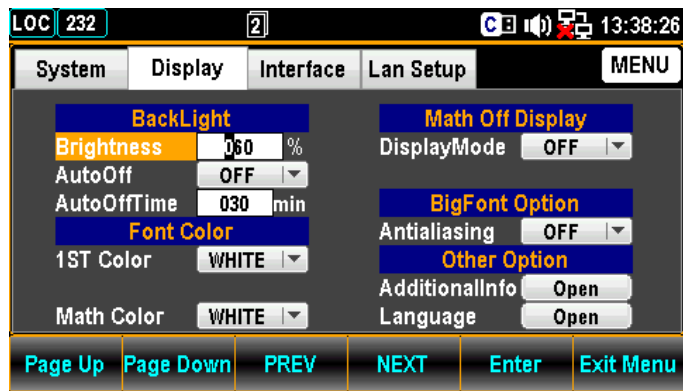 LOC 232 2 C 13:38:26
System Display Interface Lan Setup MENU
BackLight
Brightness 060 %
AutoOff OFF
AutoOffTime 030 min
Font Color
1ST Color WHITE
Math Color WHITE
Math Off Display
DisplayMode OFF
BigFont Option
Antialiasing OFF
Other Option
AdditionalInfo Open
Language Open
Page Up Page Down PREV NEXT Enter Exit Menu